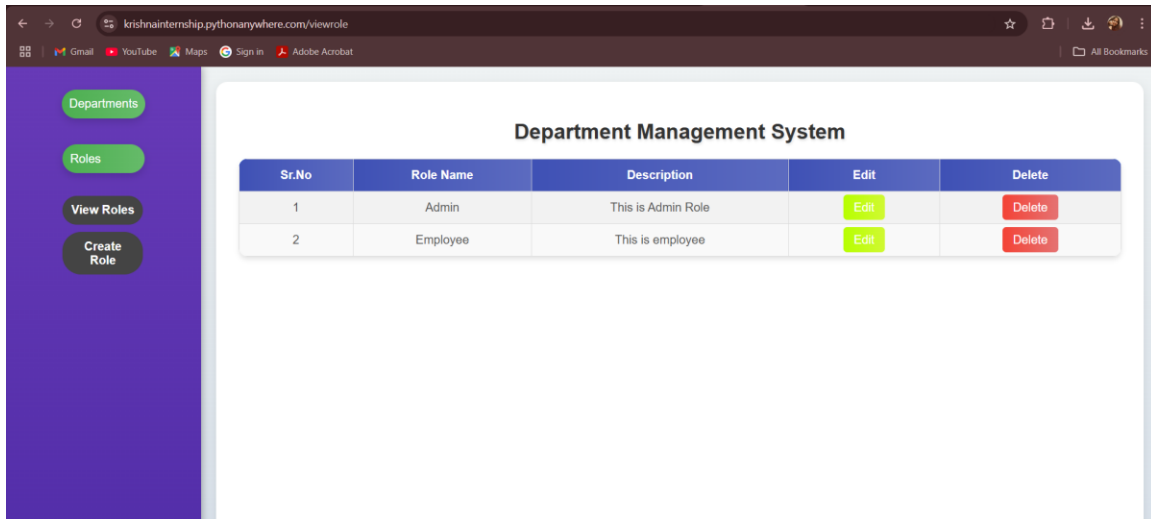 krishnainternship.pythonanywhere.com/viewrole
Gmail YouTube Maps Sign in Adobe Acrobat All Bookmarks
Departments
Roles
View Roles
Create
Role
Department Management System
Sr.No Role Name Description Edit Delete
1 Admin This is Admin Role Edit Delete
2 Employee This is employee Edit Delete